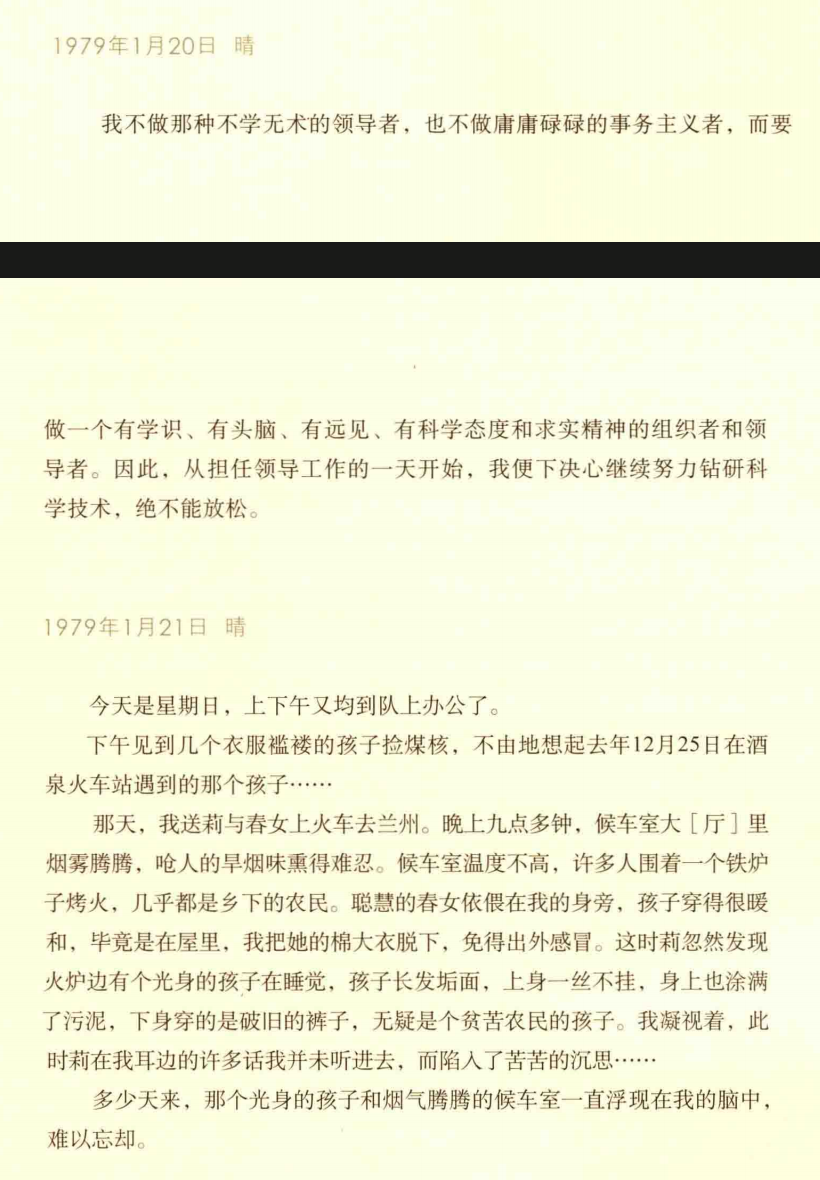 1979年1月20日 晴
我不做那种不学无术的领导者，也不做庸庸碌碌的事务主义者，而要
做一个有学识、有头脑、有远见、有科学态度和求实精神的组织者和领
导者。因此，从担任领导工作的一天开始，我便下决心继续努力钻研科
学技术，绝不能放松。
1979年1月21日 晴
今天是星期日，上下午又均到队上办公了。
下午见到几个衣服褴褛的孩子捡煤核，不由地想起去年12月25日在酒
泉火车站遇到的那个孩子……
那天，我送莉与春女上火车去兰州。晚上九点多钟，候车室大［厅］里
烟雾腾腾，呛人的旱烟味熏得难忍。候车室温度不高，许多人围着一个铁炉
子烤火，几乎都是乡下的农民。聪慧的春女依偎在我的身旁，孩子穿得很暖
和，毕竟是在屋里，我把她的棉大衣脱下，免得出外感冒。这时莉忽然发现
火炉边有个光身的孩子在睡觉，孩子长发垢面，上身一丝不挂，身上也涂满
了污泥，下身穿的是破旧的裤子，无疑是个贫苦农民的孩子。我凝视着，此
时莉在我耳边的许多话我并未听进去，而陷入了苦苦的沉思……
多少天来，那个光身的孩子和烟气腾腾的候车室一直浮现在我的脑中，
难以忘却。